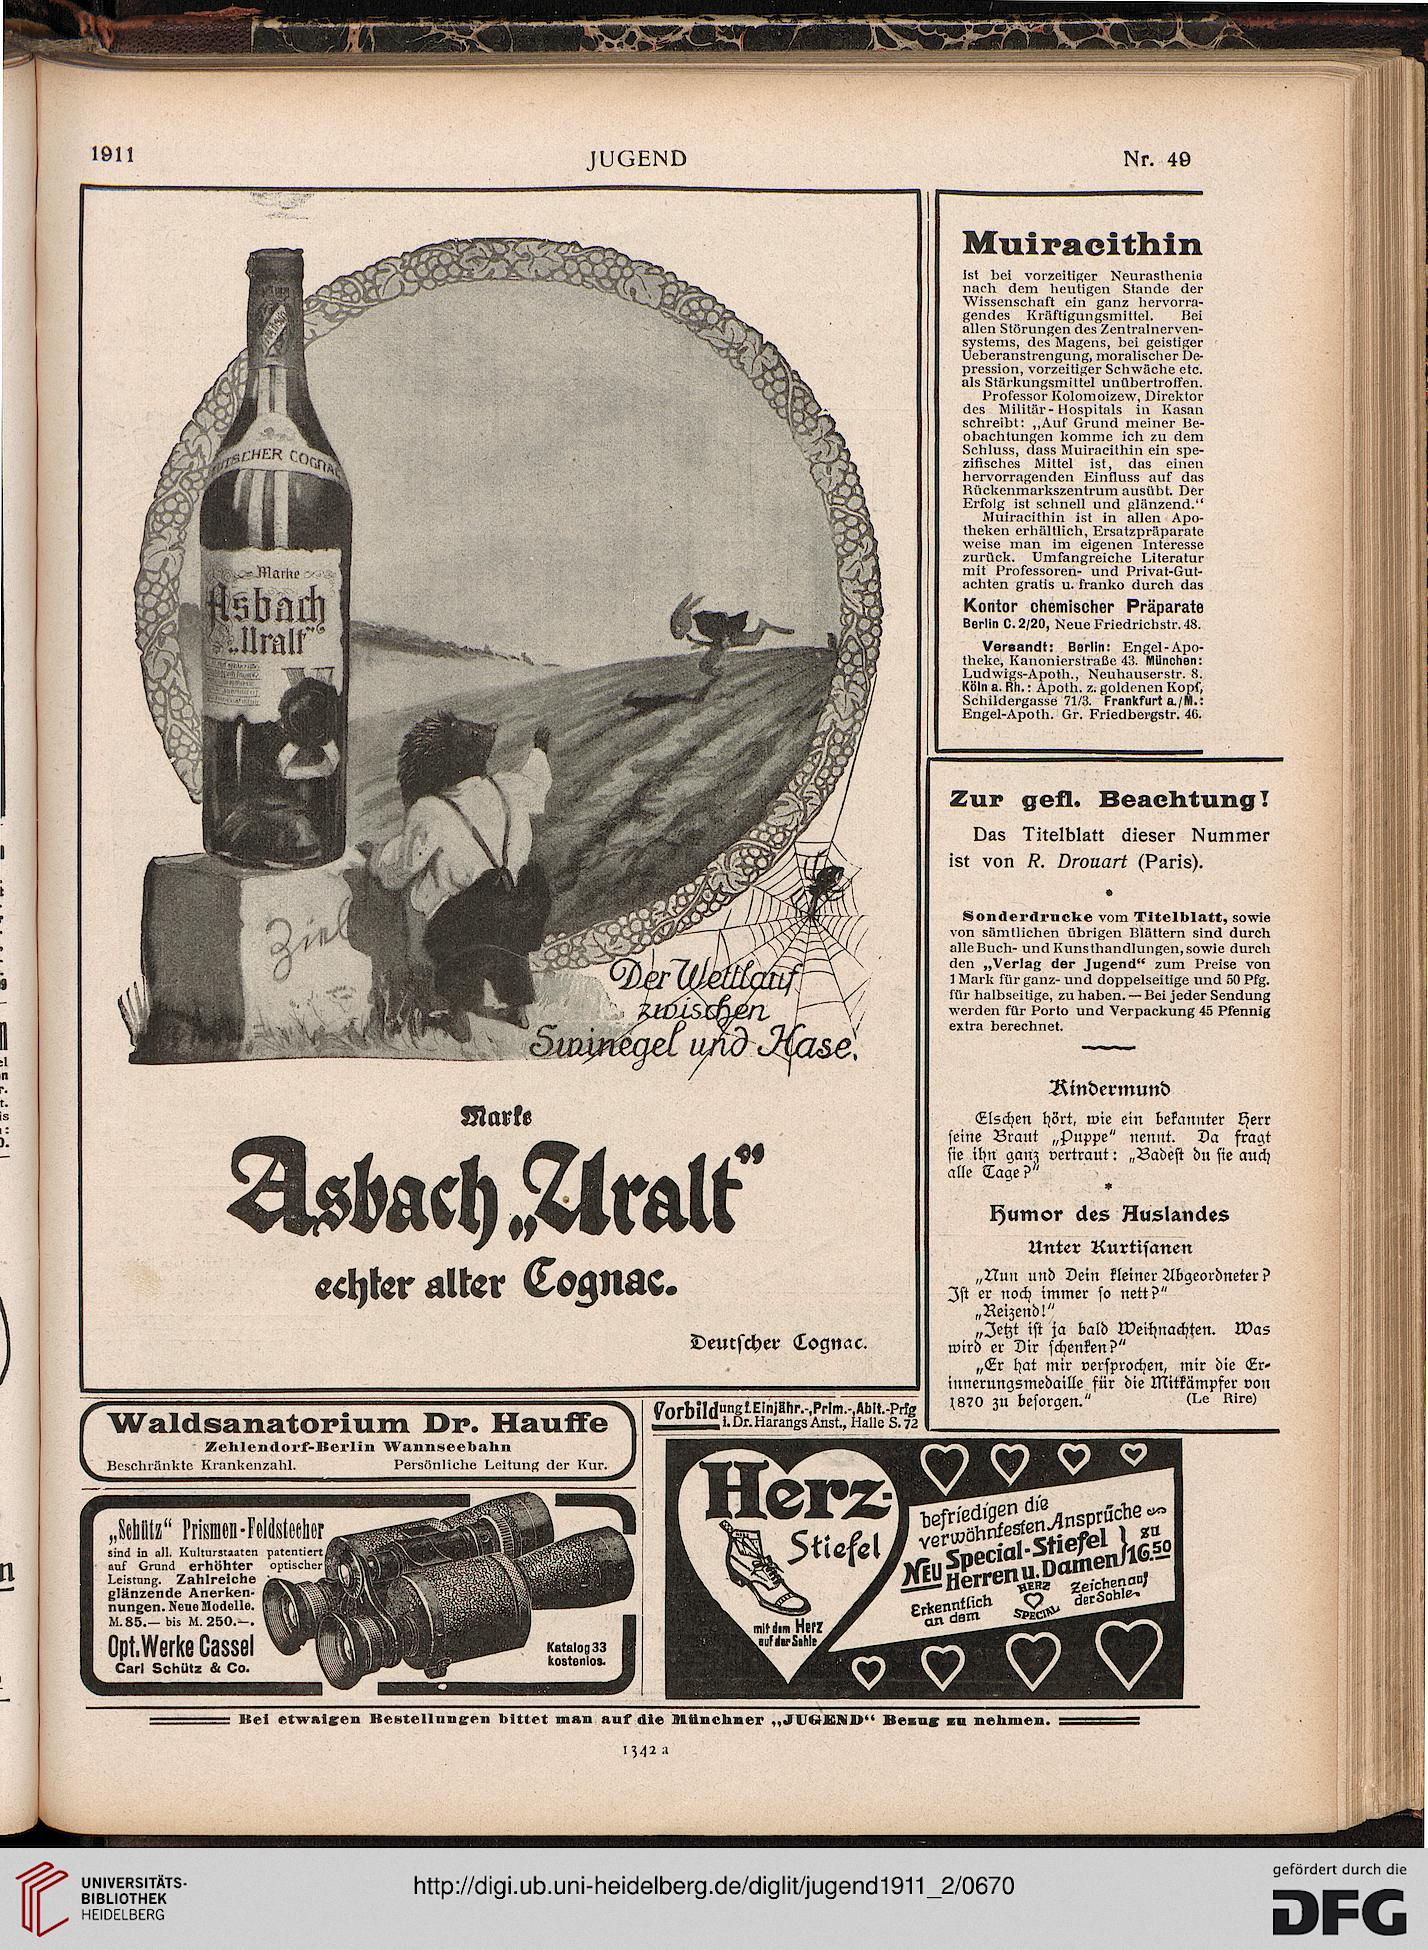 1911 JUGEND Nr. 49
DEUTSCHER COGNAC
Marke
Asbach
„Uralt“
Ziel
Der Wettlauf
zwischen
Swinegel und Hase.
Marke
Asbach „Uralt“
echter alter Cognac.
Deutscher Cognac.
Muiracithin
ist bei vorzeitiger Neurasthenie
nach dem heutigen Stande der
Wissenschaft ein ganz hervorra-
gendes Kräftigungsmittel. Bei
allen Störungen des Zentralnerven-
systems, des Magens, bei geistiger
Ueberanstrengung, moralischer De-
pression, vorzeitiger Schwäche etc.
als Stärkungsmittel unübertroffen.
Professor Kolomoizew, Direktor
des Militär-Hospitals in Kasan
schreibt: „Auf Grund meiner Be-
obachtungen komme ich zu dem
Schluss, dass Muiracithin ein spe-
zifisches Mittel ist, das einen
hervorragenden Einfluss auf das
Rückenmarkszentrum ausübt. Der
Erfolg ist schnell und glänzend.“
Muiracithin ist in allen Apo-
theken erhältlich, Ersatzpräparate
weise man im eigenen Interesse
zurück. Umfangreiche Literatur
mit Professoren- und Privat-Gut-
achten gratis u. franko durch das
Kontor chemischer Präparate
Berlin C. 2/20, Neue Friedrichstr. 48.
Versandt: Berlin: Engel-Apo-
theke, Kanonierstraße 43. München:
Ludwigs-Apoth., Neuhauserstr. 8.
Köln a. Rh.: Apoth. z. goldenen Kopf,
Schildergasse 71/3. Frankfurt a./M.:
Engel-Apoth. Gr. Friedbergstr. 46.
Zur gefl. Beachtung!
Das Titelblatt dieser Nummer
ist von R. Drouart (Paris).
Sonderdrucke vom Titelblatt, sowie
von sämtlichen übrigen Blättern sind durch
alle Buch- und Kunsthandlungen, sowie durch
den „Verlag der Jugend“ zum Preise von
1 Mark für ganz- und doppelseitige und 50 Pfg.
für halbseitige, zu haben. — Bei jeder Sendung
werden für Porto und Verpackung 45 Pfennig
extra berechnet.
Kindermund
Elschen hört, wie ein bekannter Herr
seine Braut „Puppe“ nennt. Da fragt
sie ihn ganz vertraut: „Badest du sie auch
alle Tage?“
*
Humor des Auslandes
Unter Kurtisanen
„Nun und Dein kleiner Abgeordneter?
Ist er noch immer so nett?“
„Reizend!“
„Jetzt ist ja bald Weihnachten. Was
wird er Dir schenken?“
„Er hat mir versprochen, mir die Er-
innerungsmedaille für die Mitkämpfer von
1870 zu besorgen.“ (Le Rire)
Waldsanatorium Dr. Hauffe
Zehlendorf-Berlin Wannseebahn
Beschränkte Krankenzahl. Persönliche Leitung der Kur.
Vorbildung f. Einjähr.-, Prim.-, Abit.-Prfg
i. Dr. Harangs Anst., Halle S. 72
„Schütz“ Prismen-Feldstecher
sind in all. Kulturstaaten patentiert
auf Grund erhöhter optischer
Leistung. Zahlreiche
glänzende Anerken-
nungen. Neue Modelle.
M. 85.— bis M. 250.—.
Opt. Werke Cassel
Carl Schütz & Co.
Katalog 33
kostenlos.
Herz-
Stiefel
mit dem Herz
auf der Sohle
befriedigen die
verwöhntesten Ansprüche
NEU Special-Stiefel zu
Herren u. Damen 16.50
Erkenntlich
an dem
HERZ
SPECIAL
Zeichen auf
der Sohle.
Bei etwaigen Bestellungen bittet man auf die Münchner „JUGEND“ Bezug zu nehmen.
1342 a
UNIVERSITÄTS-
BIBLIOTHEK
HEIDELBERG
http://digi.ub.uni-heidelberg.de/diglit/jugend1911_2/0670
gefördert durch die
DFG